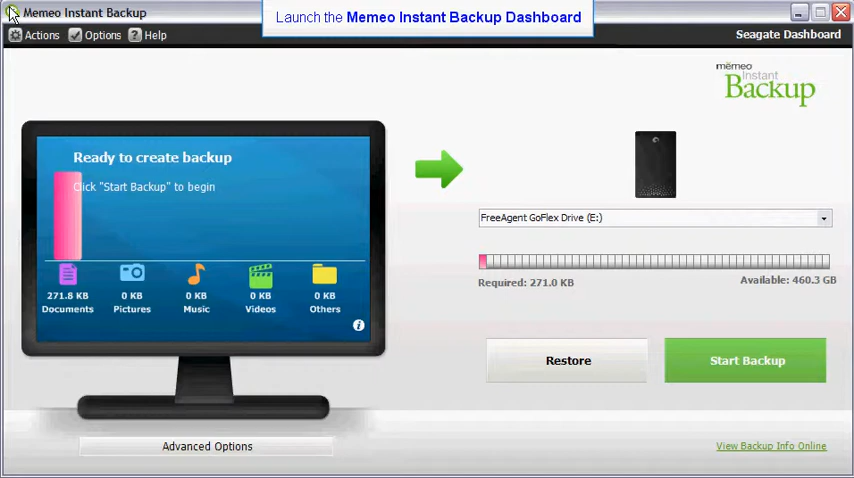 Memeo Instant Backup
Launch the Memeo Instant Backup Dashboard
Actions Options ? Help
Seagate Dashboard
mēmeo
Instant
Backup
Ready to create backup
Click "Start Backup" to begin
FreeAgent GoFlex Drive (E:)
271.8 KB 0 KB 0 KB 0 KB 0 KB
Documents Pictures Music Videos Others
i
Required: 271.0 KB
Available: 460.3 GB
Restore
Start Backup
Advanced Options
View Backup Info Online